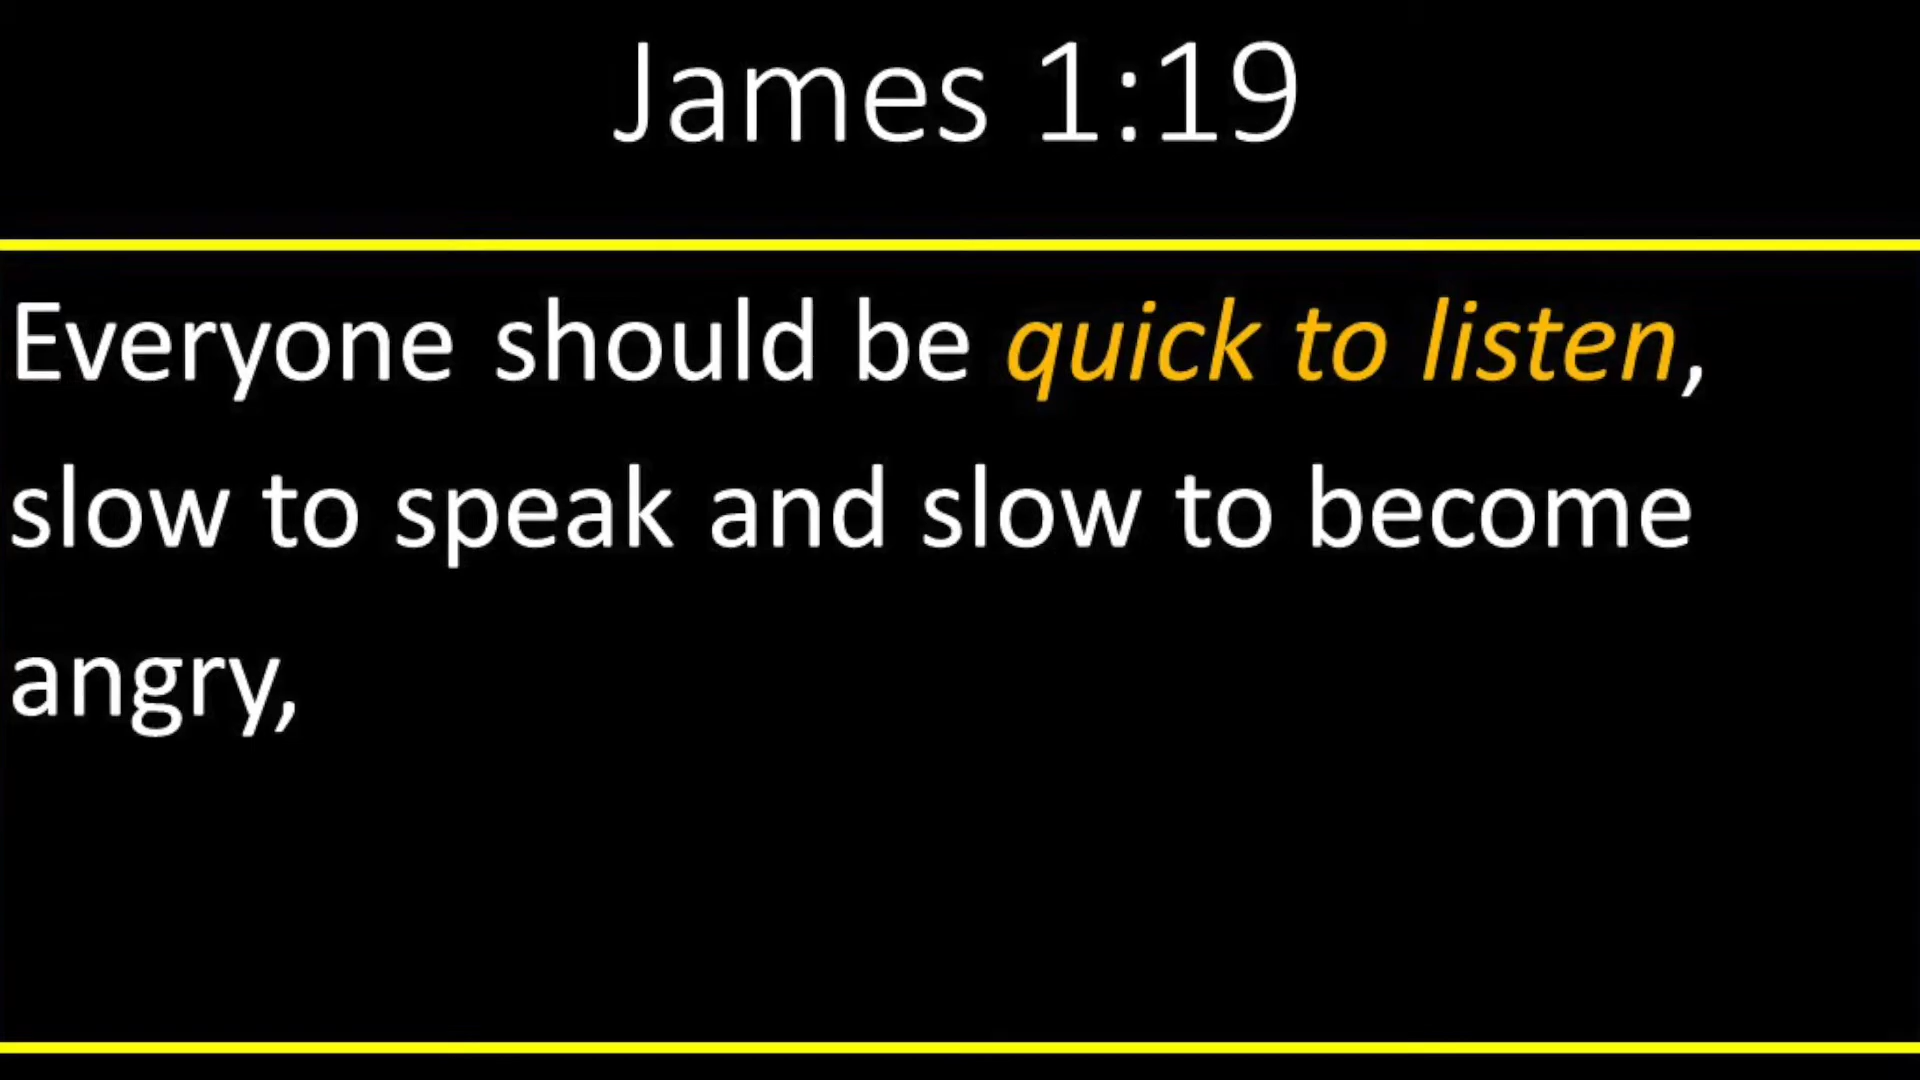 James 1:19
Everyone should be quick to listen,
slow to speak and slow to become
angry,